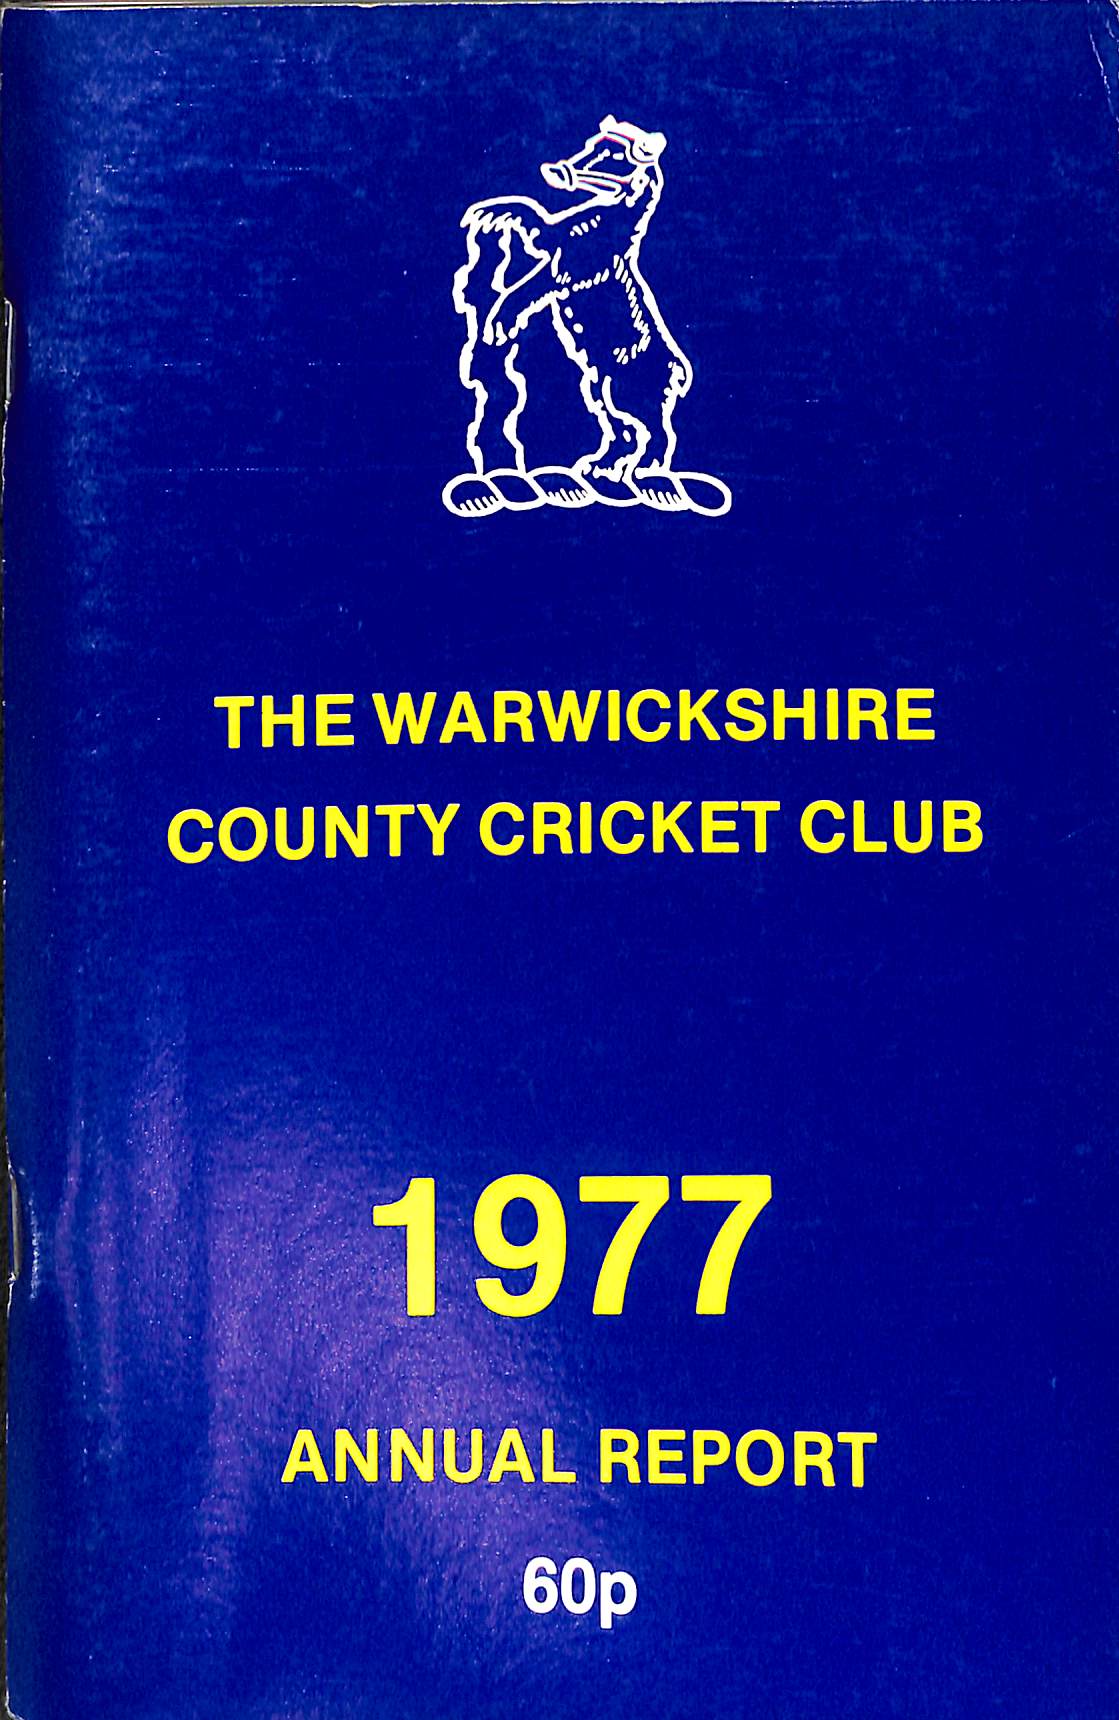 THE WARWICKSHIRE
COUNTY CRICKET CLUB
1977
ANNUAL REPORT
60p